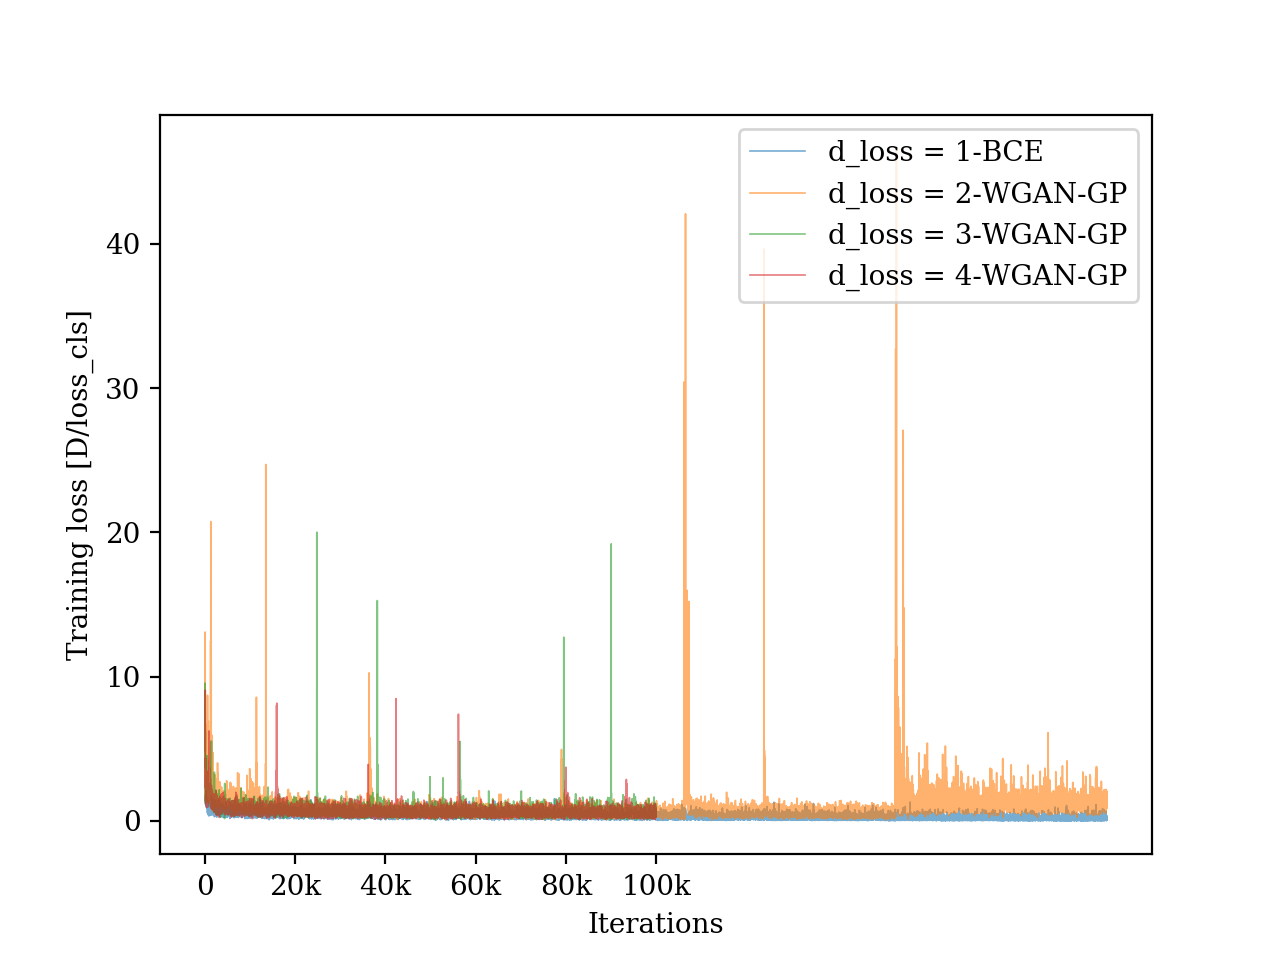 d_loss = 1-BCE
d_loss = 2-WGAN-GP
d_loss = 3-WGAN-GP
d_loss = 4-WGAN-GP
40
30
20
10
0
Training loss [D/loss_cls]
0 20k 40k 60k 80k 100k
Iterations